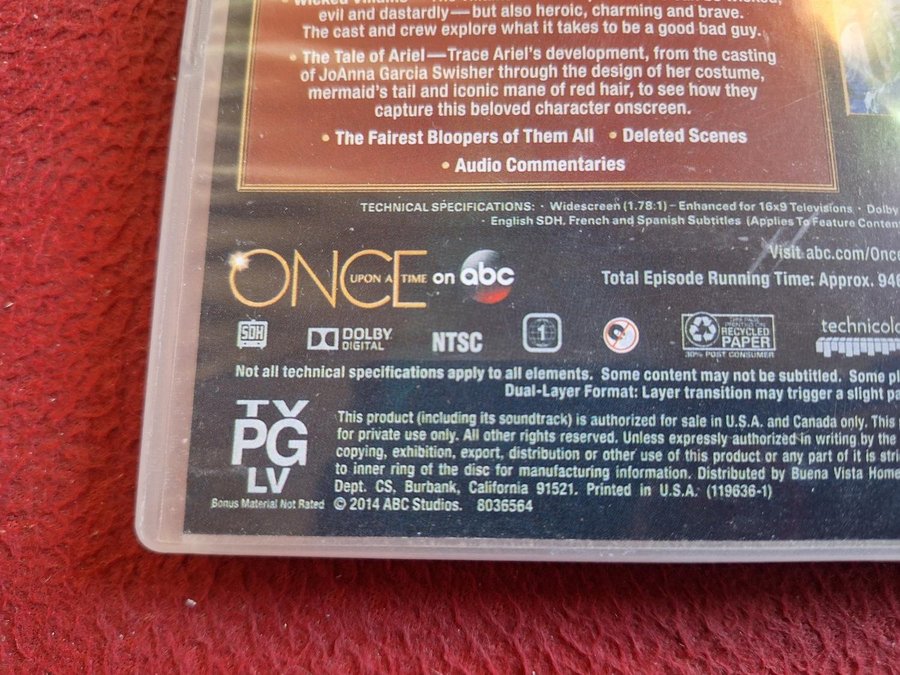 evil and dastardly—but also heroic, charming and brave.
The cast and crew explore what it takes to be a good bad guy.
• The Tale of Ariel—Trace Ariel's development, from the casting
of JoAnna Garcia Swisher through the design of her costume,
mermaid's tail and iconic mane of red hair, to see how they
capture this beloved character onscreen.
• The Fairest Bloopers of Them All • Deleted Scenes
• Audio Commentaries
TECHNICAL SPECIFICATIONS: · Widescreen (1.78:1) – Enhanced for 16x9 Televisions · Dolby
· English SDH, French and Spanish Subtitles (Applies To Feature Conten
Visit abc.com/Once
ONCE UPON A TIME on abc
Total Episode Running Time: Approx. 946
SDH
DOLBY
DIGITAL
NTSC
1
RECYCLED
PAPER
30% POST CONSUMER
technicolo
Not all technical specifications apply to all elements. Some content may not be subtitled. Some pl
Dual-Layer Format: Layer transition may trigger a slight pa
TV
PG
LV
Bonus Material Not Rated
This product (including its soundtrack) is authorized for sale in U.S.A. and Canada only. This
for private use only. All other rights reserved. Unless expressly authorized in writing by the
copying, exhibition, export, distribution or other use of this product or any part of it is stric
to inner ring of the disc for manufacturing information. Distributed by Buena Vista Home
Dept. CS, Burbank, California 91521. Printed in U.S.A. (119636-1)
© 2014 ABC Studios. 8036564